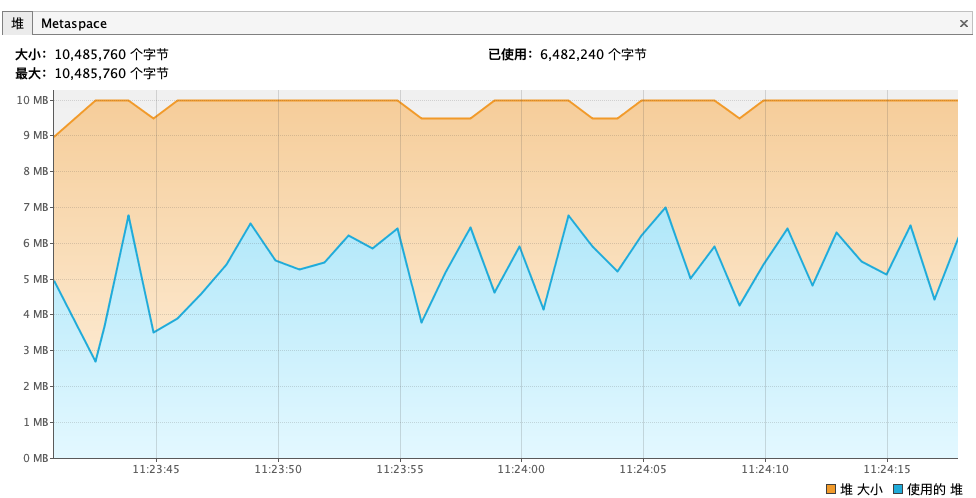 堆 Metaspace ×
大小： 10,485,760 个字节 已使用： 6,482,240 个字节
最大： 10,485,760 个字节
10 MB
9 MB
8 MB
7 MB
6 MB
5 MB
4 MB
3 MB
2 MB
1 MB
0 MB
11:23:45 11:23:50 11:23:55 11:24:00 11:24:05 11:24:10 11:24:15
堆 大小 使用的 堆